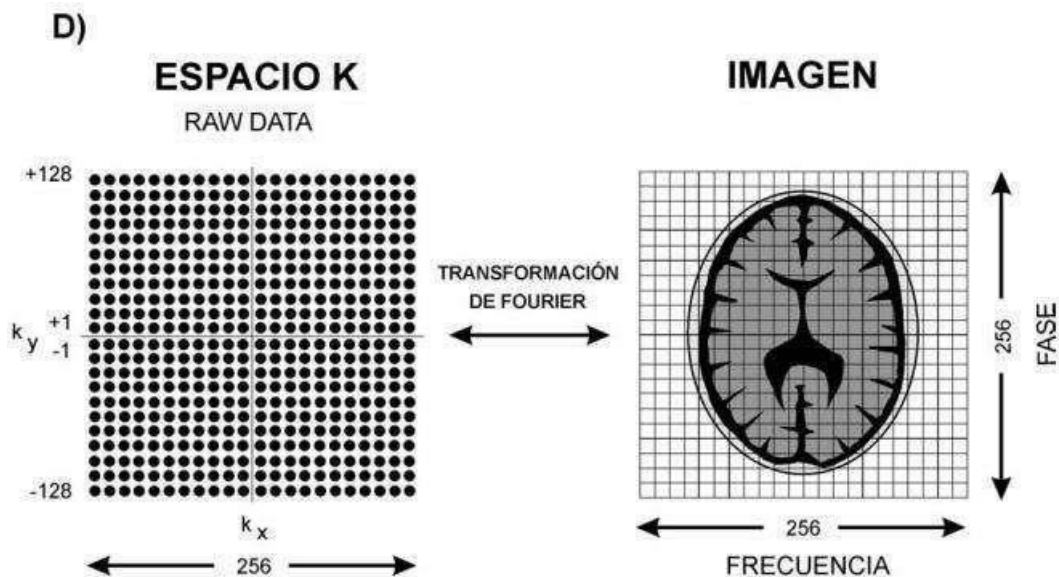 D)
ESPACIO K
RAW DATA
IMAGEN
+128
+1
k y
-1
-128
k x
256
TRANSFORMACIÓN
DE FOURIER
256
FASE
256
FRECUENCIA